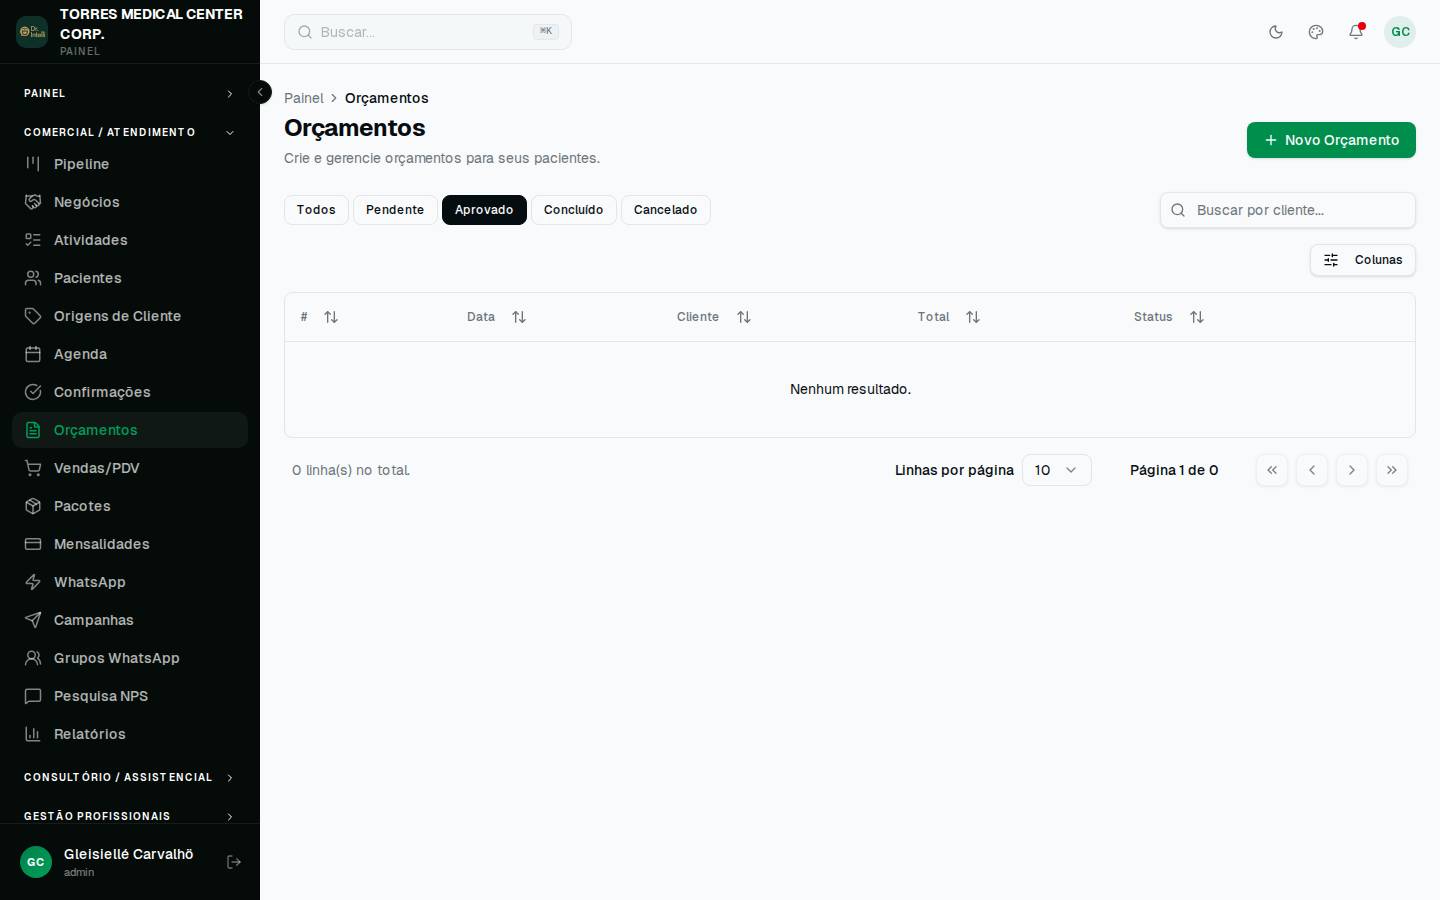 TORRES MEDICAL CENTER
CORP.
PAINEL
PAINEL
COMERCIAL / ATENDIMENTO
Pipeline
Negócios
Atividades
Pacientes
Origens de Cliente
Agenda
Confirmações
Orçamentos
Vendas/PDV
Pacotes
Mensalidades
WhatsApp
Campanhas
Grupos WhatsApp
Pesquisa NPS
Relatórios
CONSULTÓRIO / ASSISTENCIAL
GESTÃO PROFISSIONAIS
GC
Gleisiellé Carvalhö
admin
Buscar...
⌘K
GC
Painel
Orçamentos
Orçamentos
Crie e gerencie orçamentos para seus pacientes.
Novo Orçamento
Todos
Pendente
Aprovado
Concluído
Cancelado
Buscar por cliente...
Colunas
# Data Cliente Total Status
Nenhum resultado.
0 linha(s) no total.
Linhas por página
10
Página 1 de 0